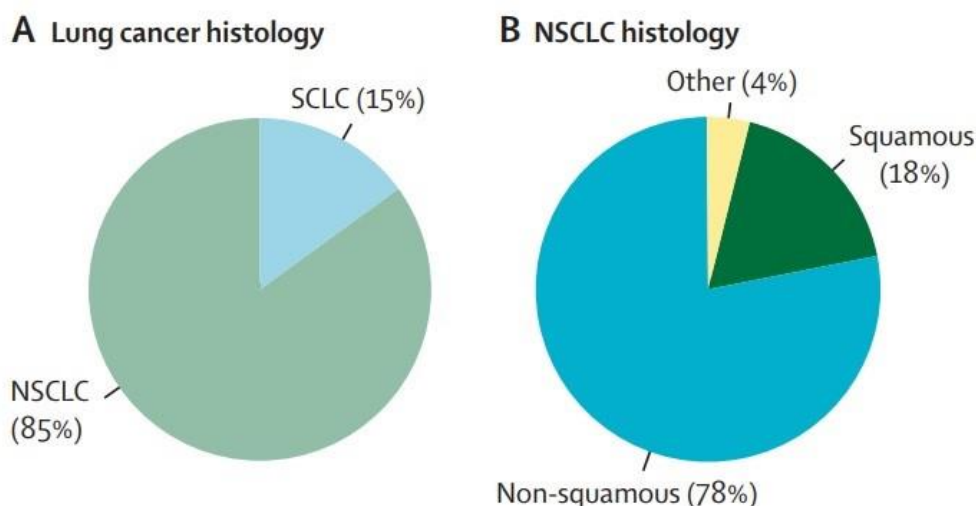 A Lung cancer histology
SCLC (15%)
NSCLC
(85%)
B NSCLC histology
Other (4%)
Squamous
(18%)
Non-squamous (78%)